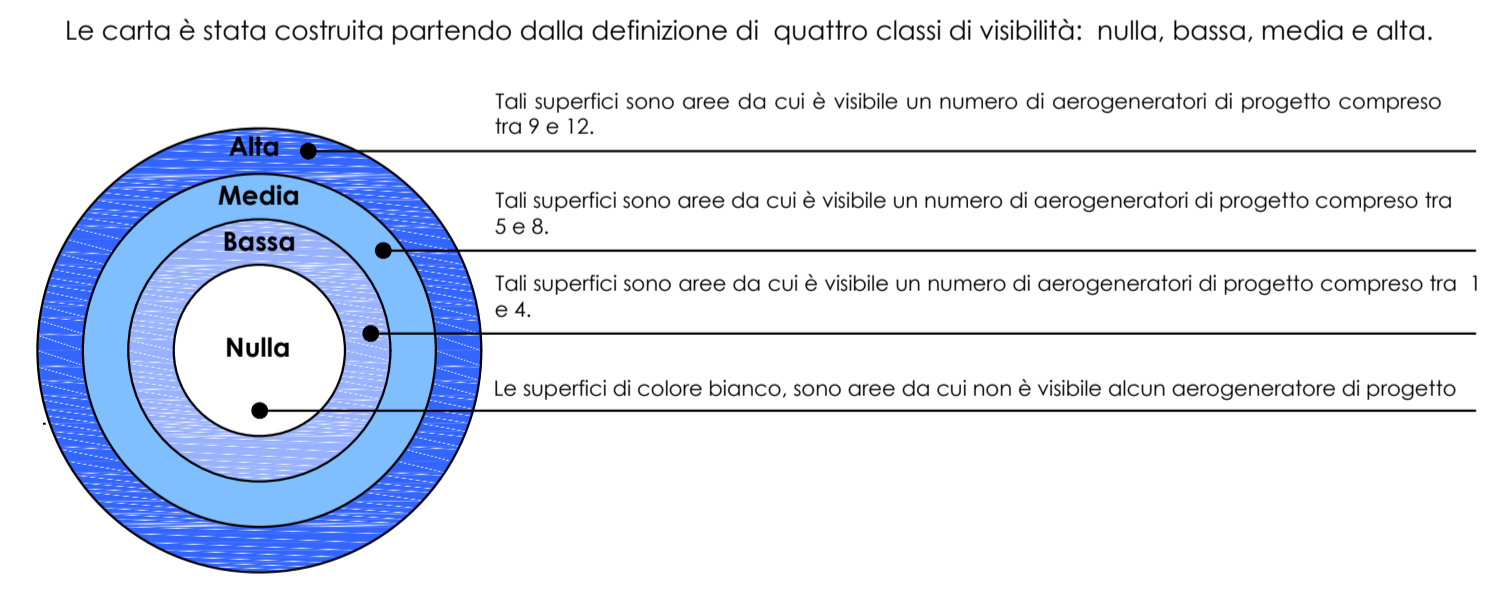 Le carta è stata costruita partendo dalla definizione di quattro classi di visibilità: nulla, bassa, media e alta.
Tali superfici sono aree da cui è visibile un numero di aerogeneratori di progetto compreso
tra 9 e 12.
Alta
Media
Tali superfici sono aree da cui è visibile un numero di aerogeneratori di progetto compreso tra
5 e 8.
Bassa
Tali superfici sono aree da cui è visibile un numero di aerogeneratori di progetto compreso tra 1
e 4.
Nulla
Le superfici di colore bianco, sono aree da cui non è visibile alcun aerogeneratore di progetto